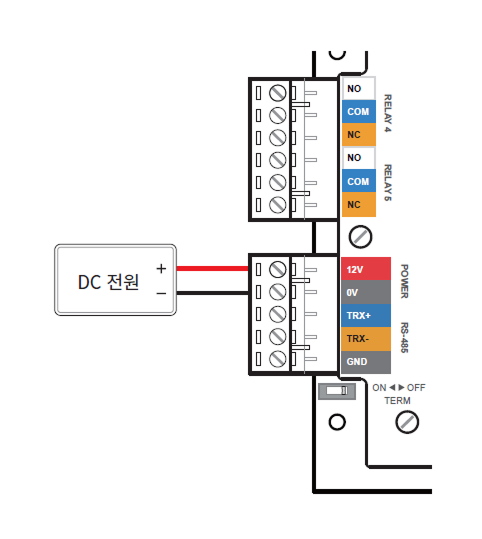 NO
COM
NC
RELAY 4
NO
COM
NC
RELAY 5
DC 전원
+
−
12V
0V
POWER
TRX+
TRX-
GND
RS-485
ON ◀ ▶ OFF
TERM